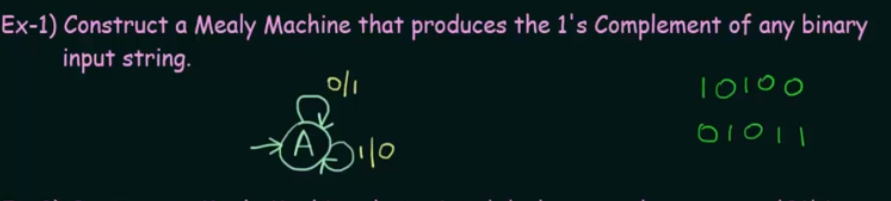 Ex-1) Construct a Mealy Machine that produces the 1's Complement of any binary
input string.
0/1
10100
A 1/0
01011